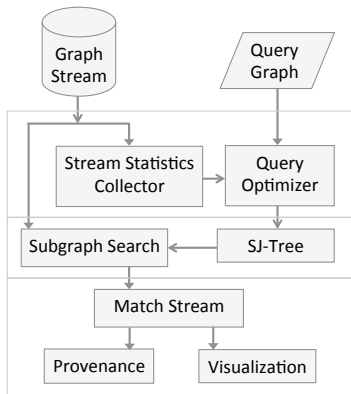 Graph
Stream
Query
Graph
Stream Statistics
Collector
Query
Optimizer
Subgraph Search
SJ-Tree
Match Stream
Provenance
Visualization